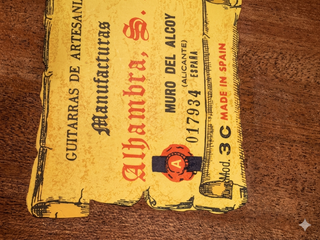 GUITARRAS DE ARTESANI
Manufacturas
Alhambra, S.
MURO DEL ALCOY
(ALICANTE)
017934 ESPAÑA
A
Mod. 3C MADE IN SPAIN